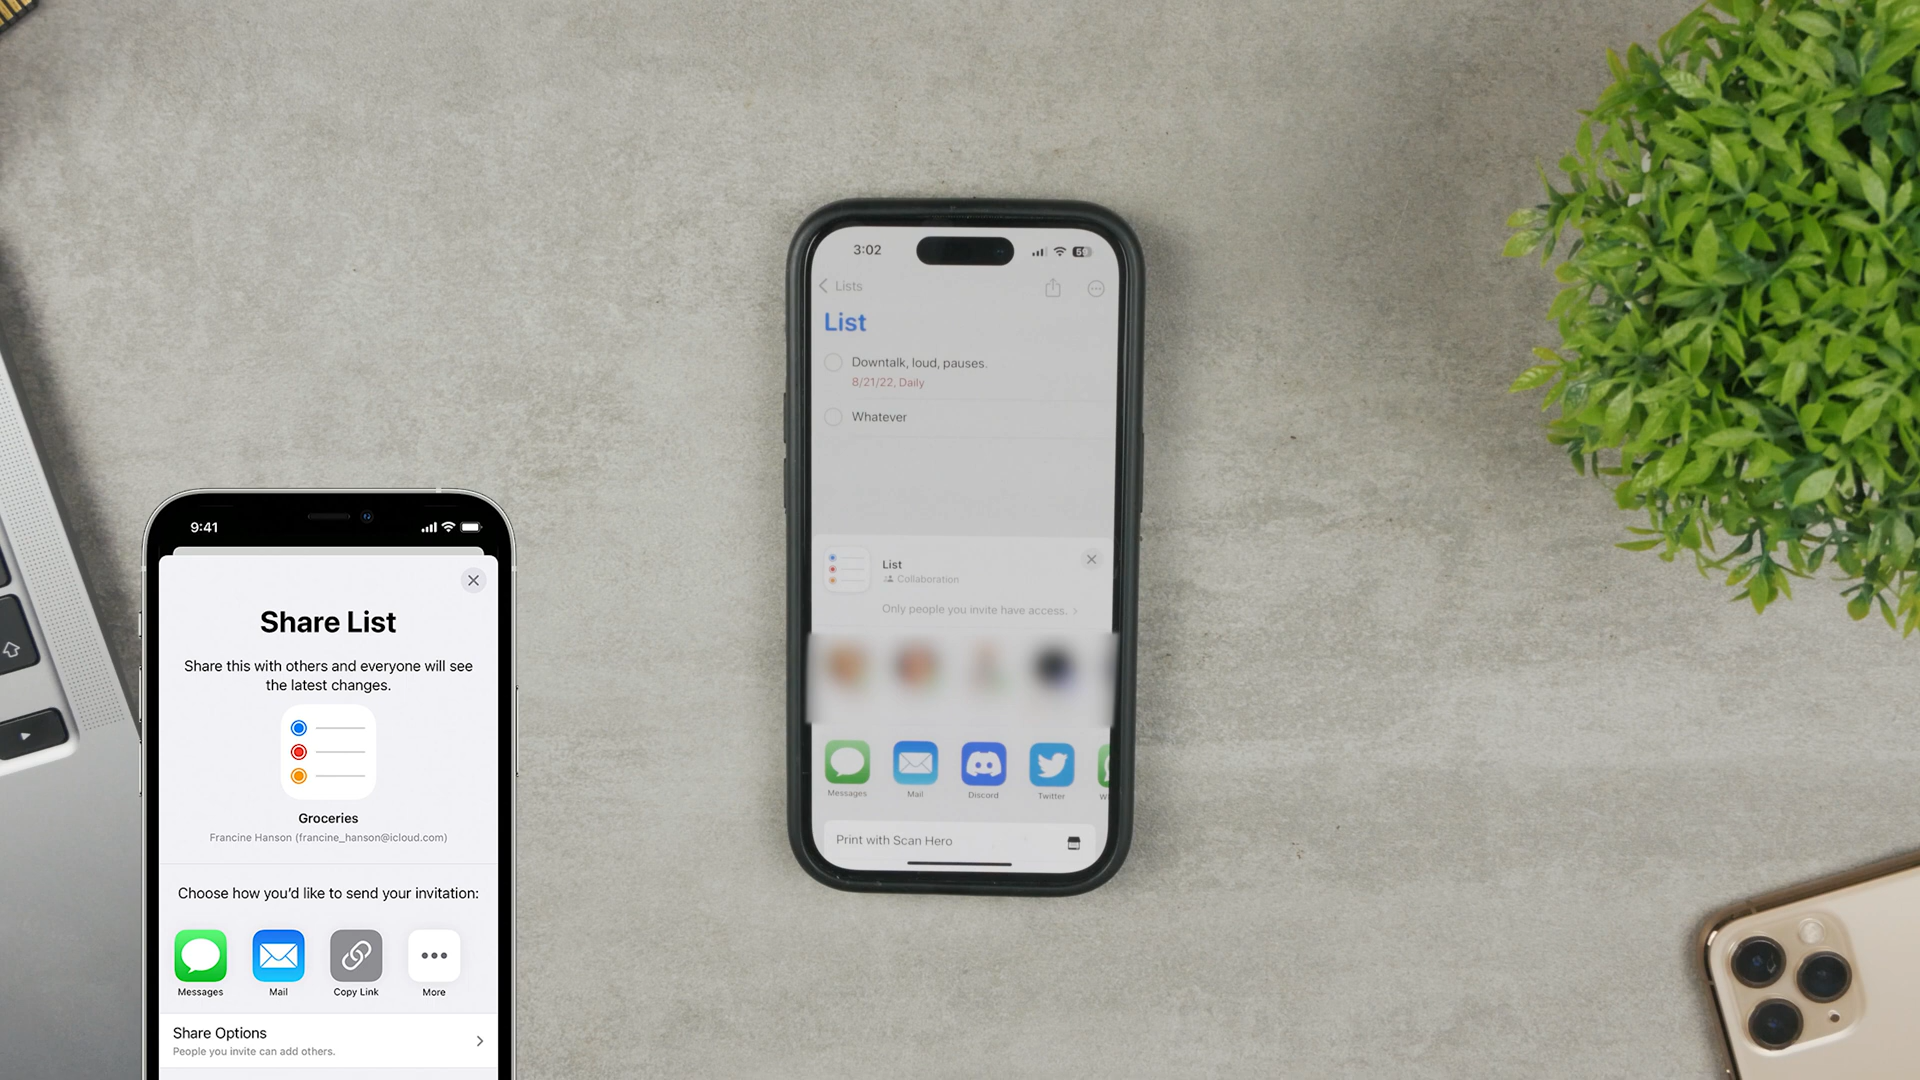 3:02
Lists
List
Downtalk, loud, pauses.
8/21/22, Daily
Whatever
List
Collaboration
Only people you invite have access.
Messages
Mail
Discord
Twitter
Print with Scan Hero
9:41
Share List
Share this with others and everyone will see
the latest changes.
Groceries
Francine Hanson (francine_hanson@icloud.com)
Choose how you’d like to send your invitation:
Messages
Mail
Copy Link
More
Share Options
People you invite can add others.